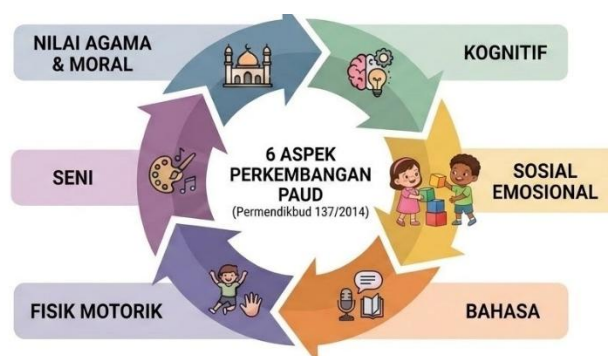 NILAI AGAMA
& MORAL
KOGNITIF
6 ASPEK
PERKEMBANGAN
PAUD
(Permendikbud 137/2014)
SENI
SOSIAL
EMOSIONAL
FISIK MOTORIK
BAHASA